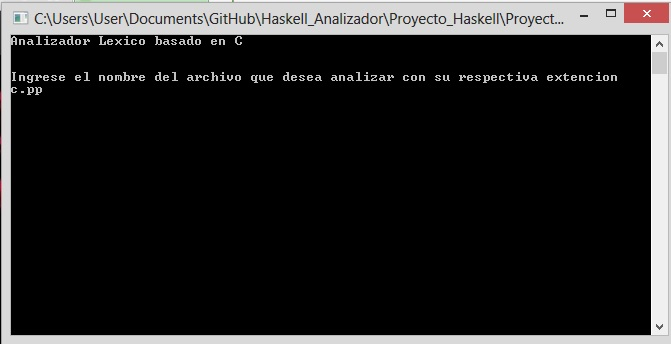 C:\Users\User\Documents\GitHub\Haskell_Analizador\Proyecto_Haskell\Proyect...
Analizador Lexico basado en C
Ingrese el nombre del archivo que desea analizar con su respectiva extencion
c.pp